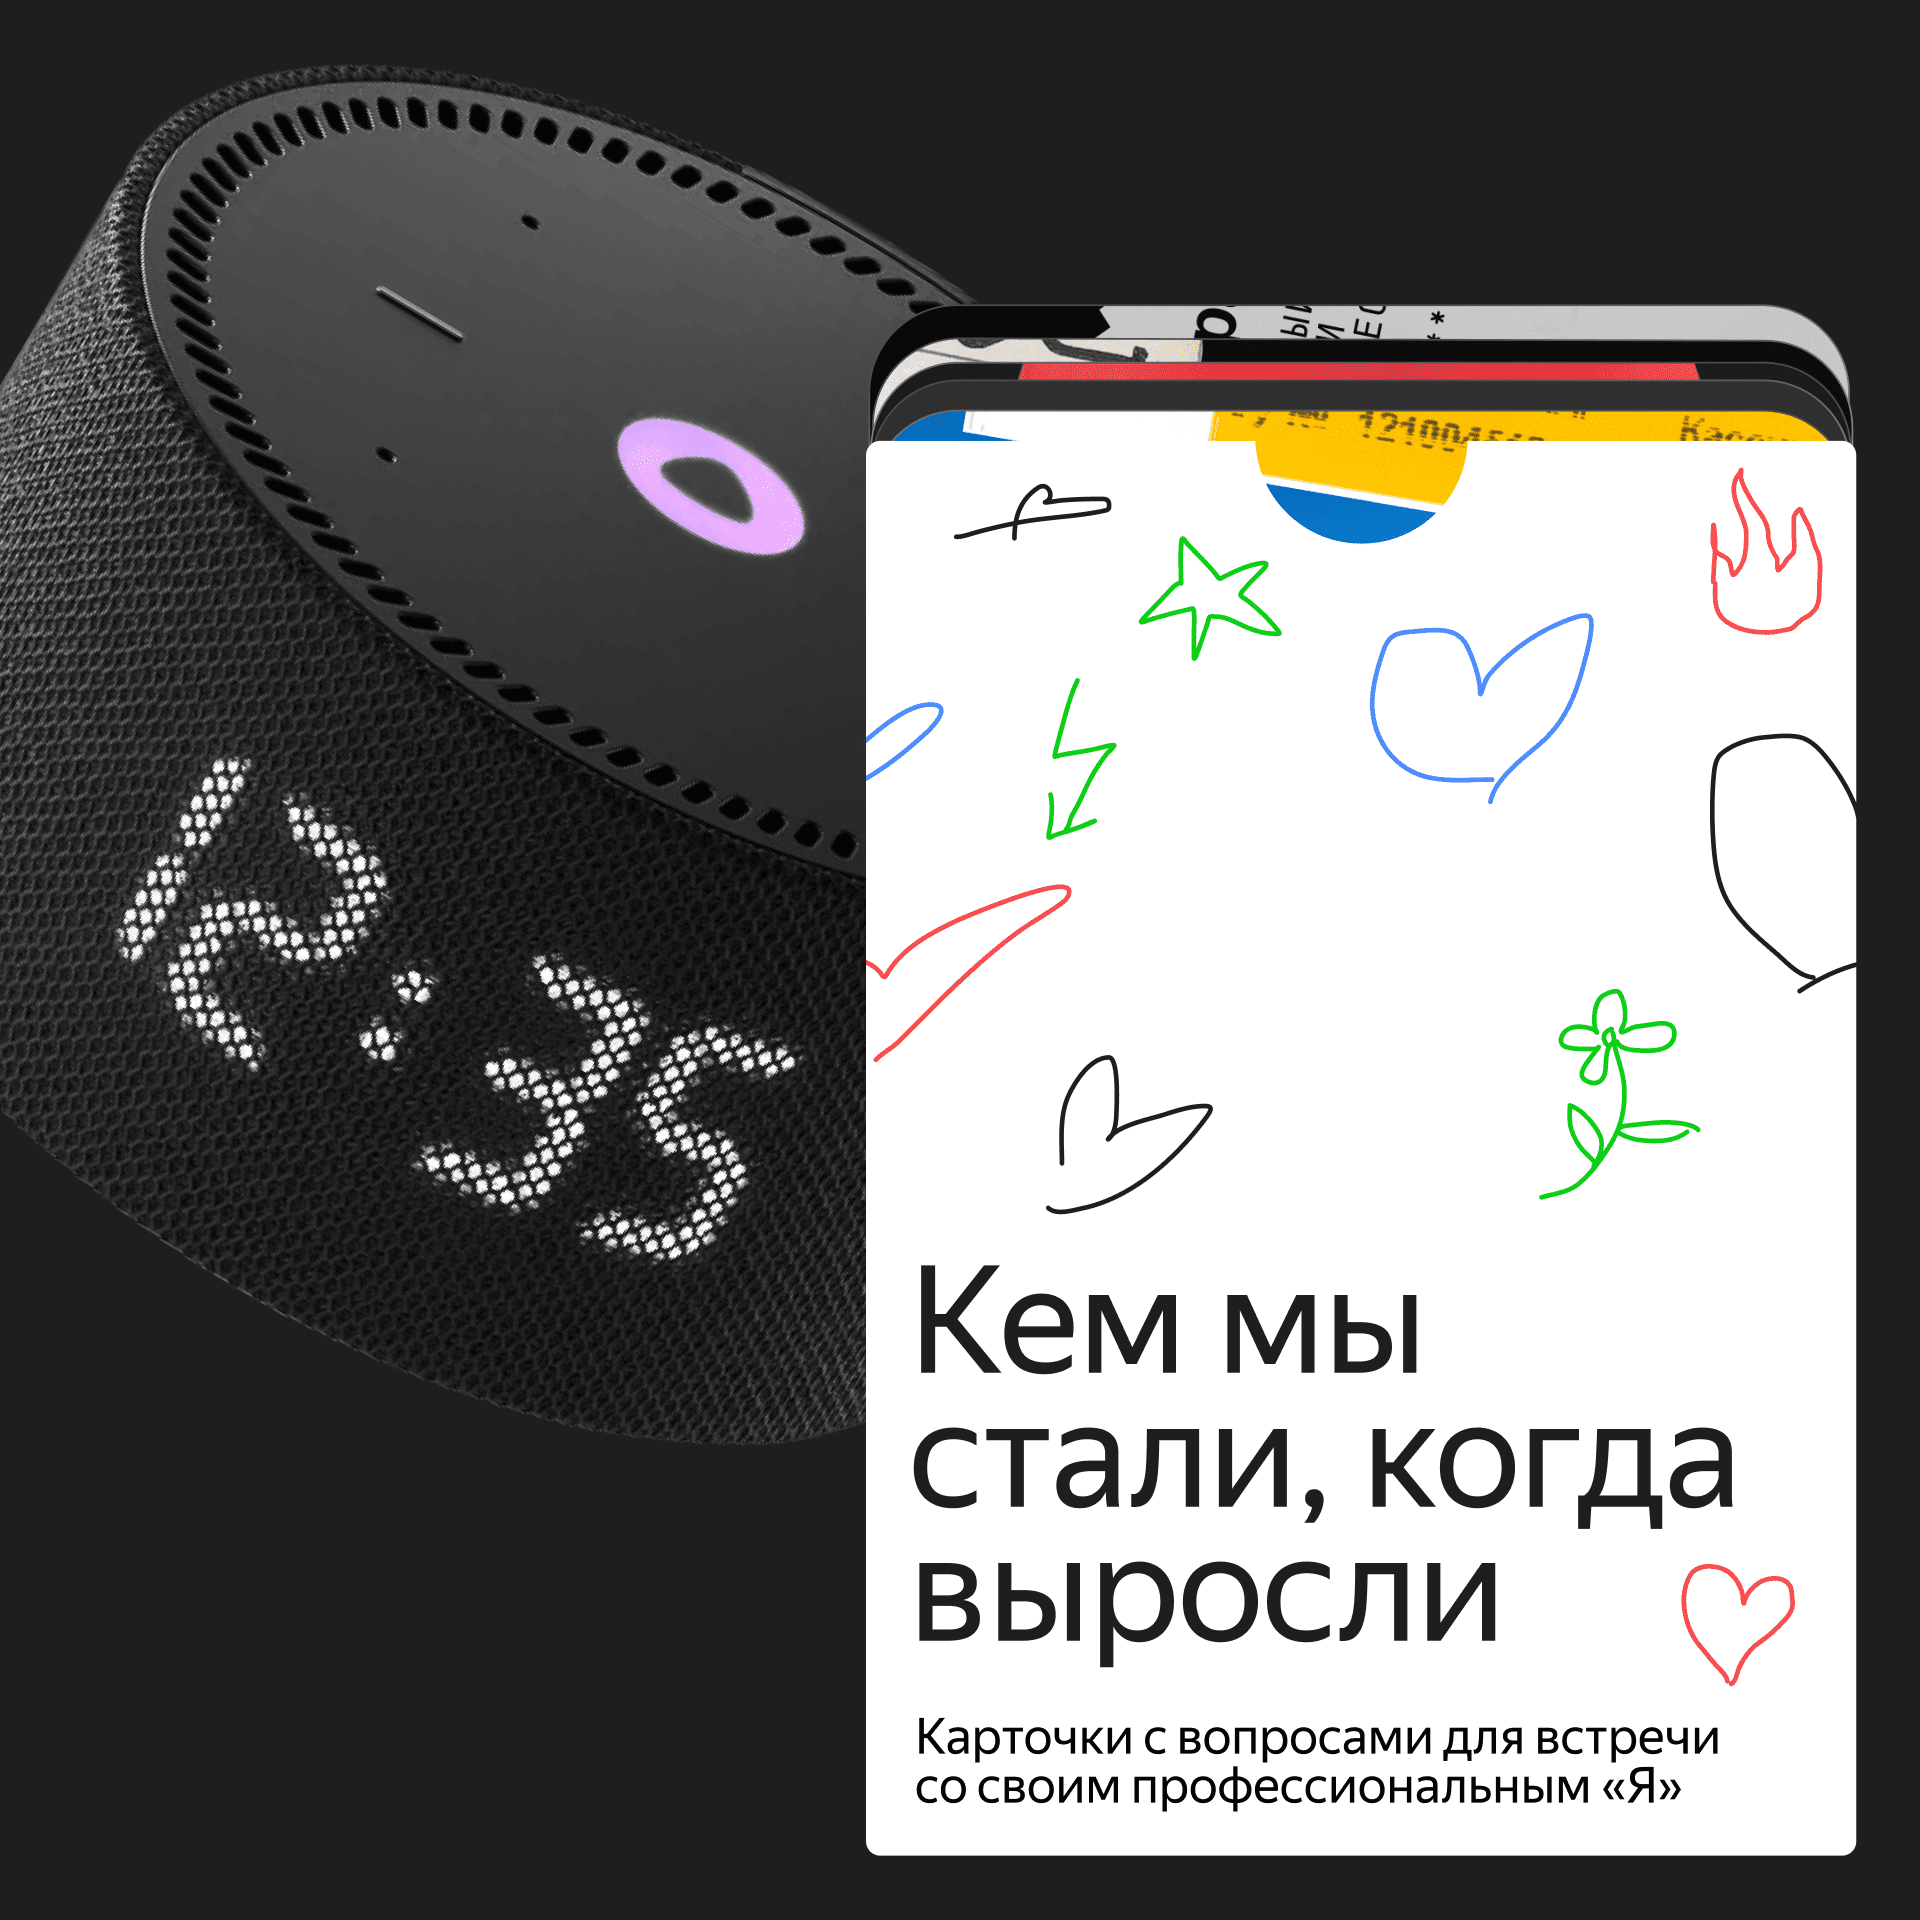 12:35
Кем мы
стали, когда
выросли
Карточки с вопросами для встречи
со своим профессиональным «Я»